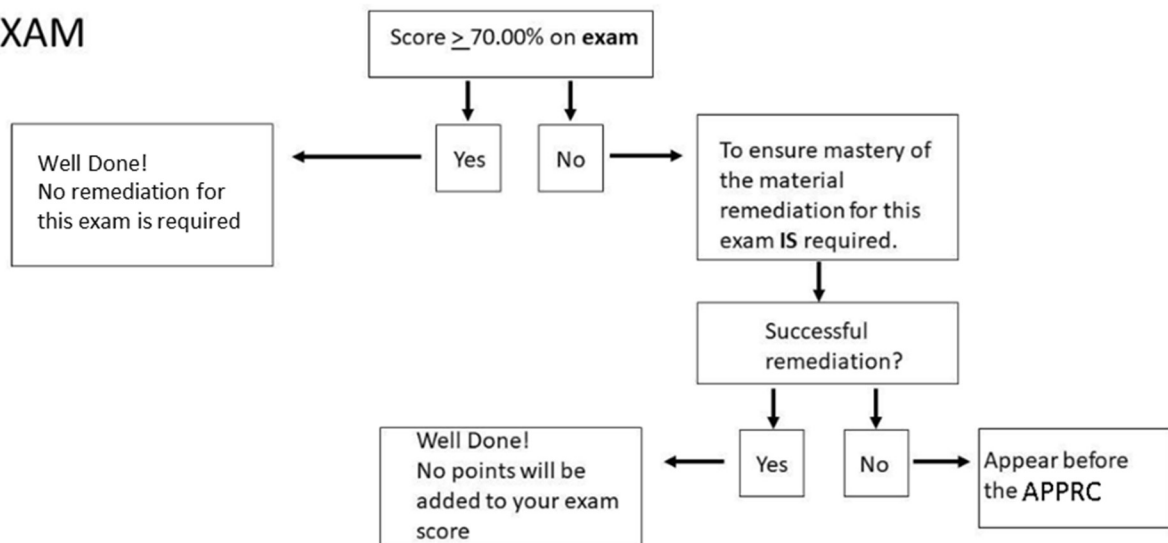 XAM
Score ≥ 70.00% on exam
Yes
No
Well Done!
No remediation for
this exam is required
To ensure mastery of
the material
remediation for this
exam IS required.
Successful
remediation?
Yes
No
Well Done!
No points will be
added to your exam
score
Appear before
the APPRC